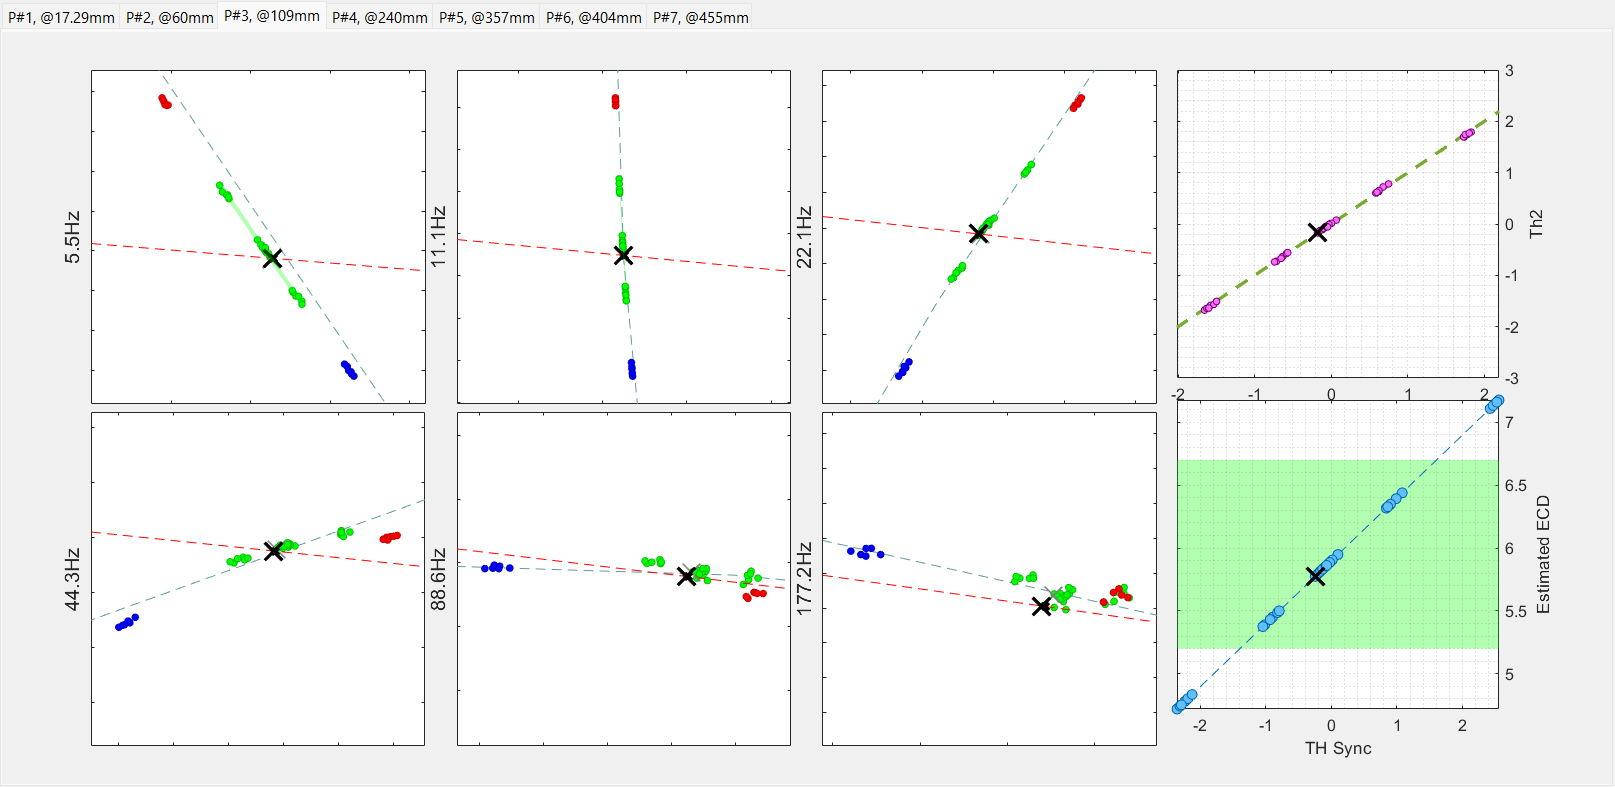 P#1, @17.29mm P#2, @60mm P#3, @109mm P#4, @240mm P#5, @357mm P#6, @404mm P#7, @455mm
5.5Hz
11.1Hz
22.1Hz
3
2
1
0
-1
-2
-3
Th2
-2 -1 0 1 2
44.3Hz
88.6Hz
177.2Hz
7
6.5
6
5.5
5
Estimated ECD
-2 -1 0 1 2
TH Sync